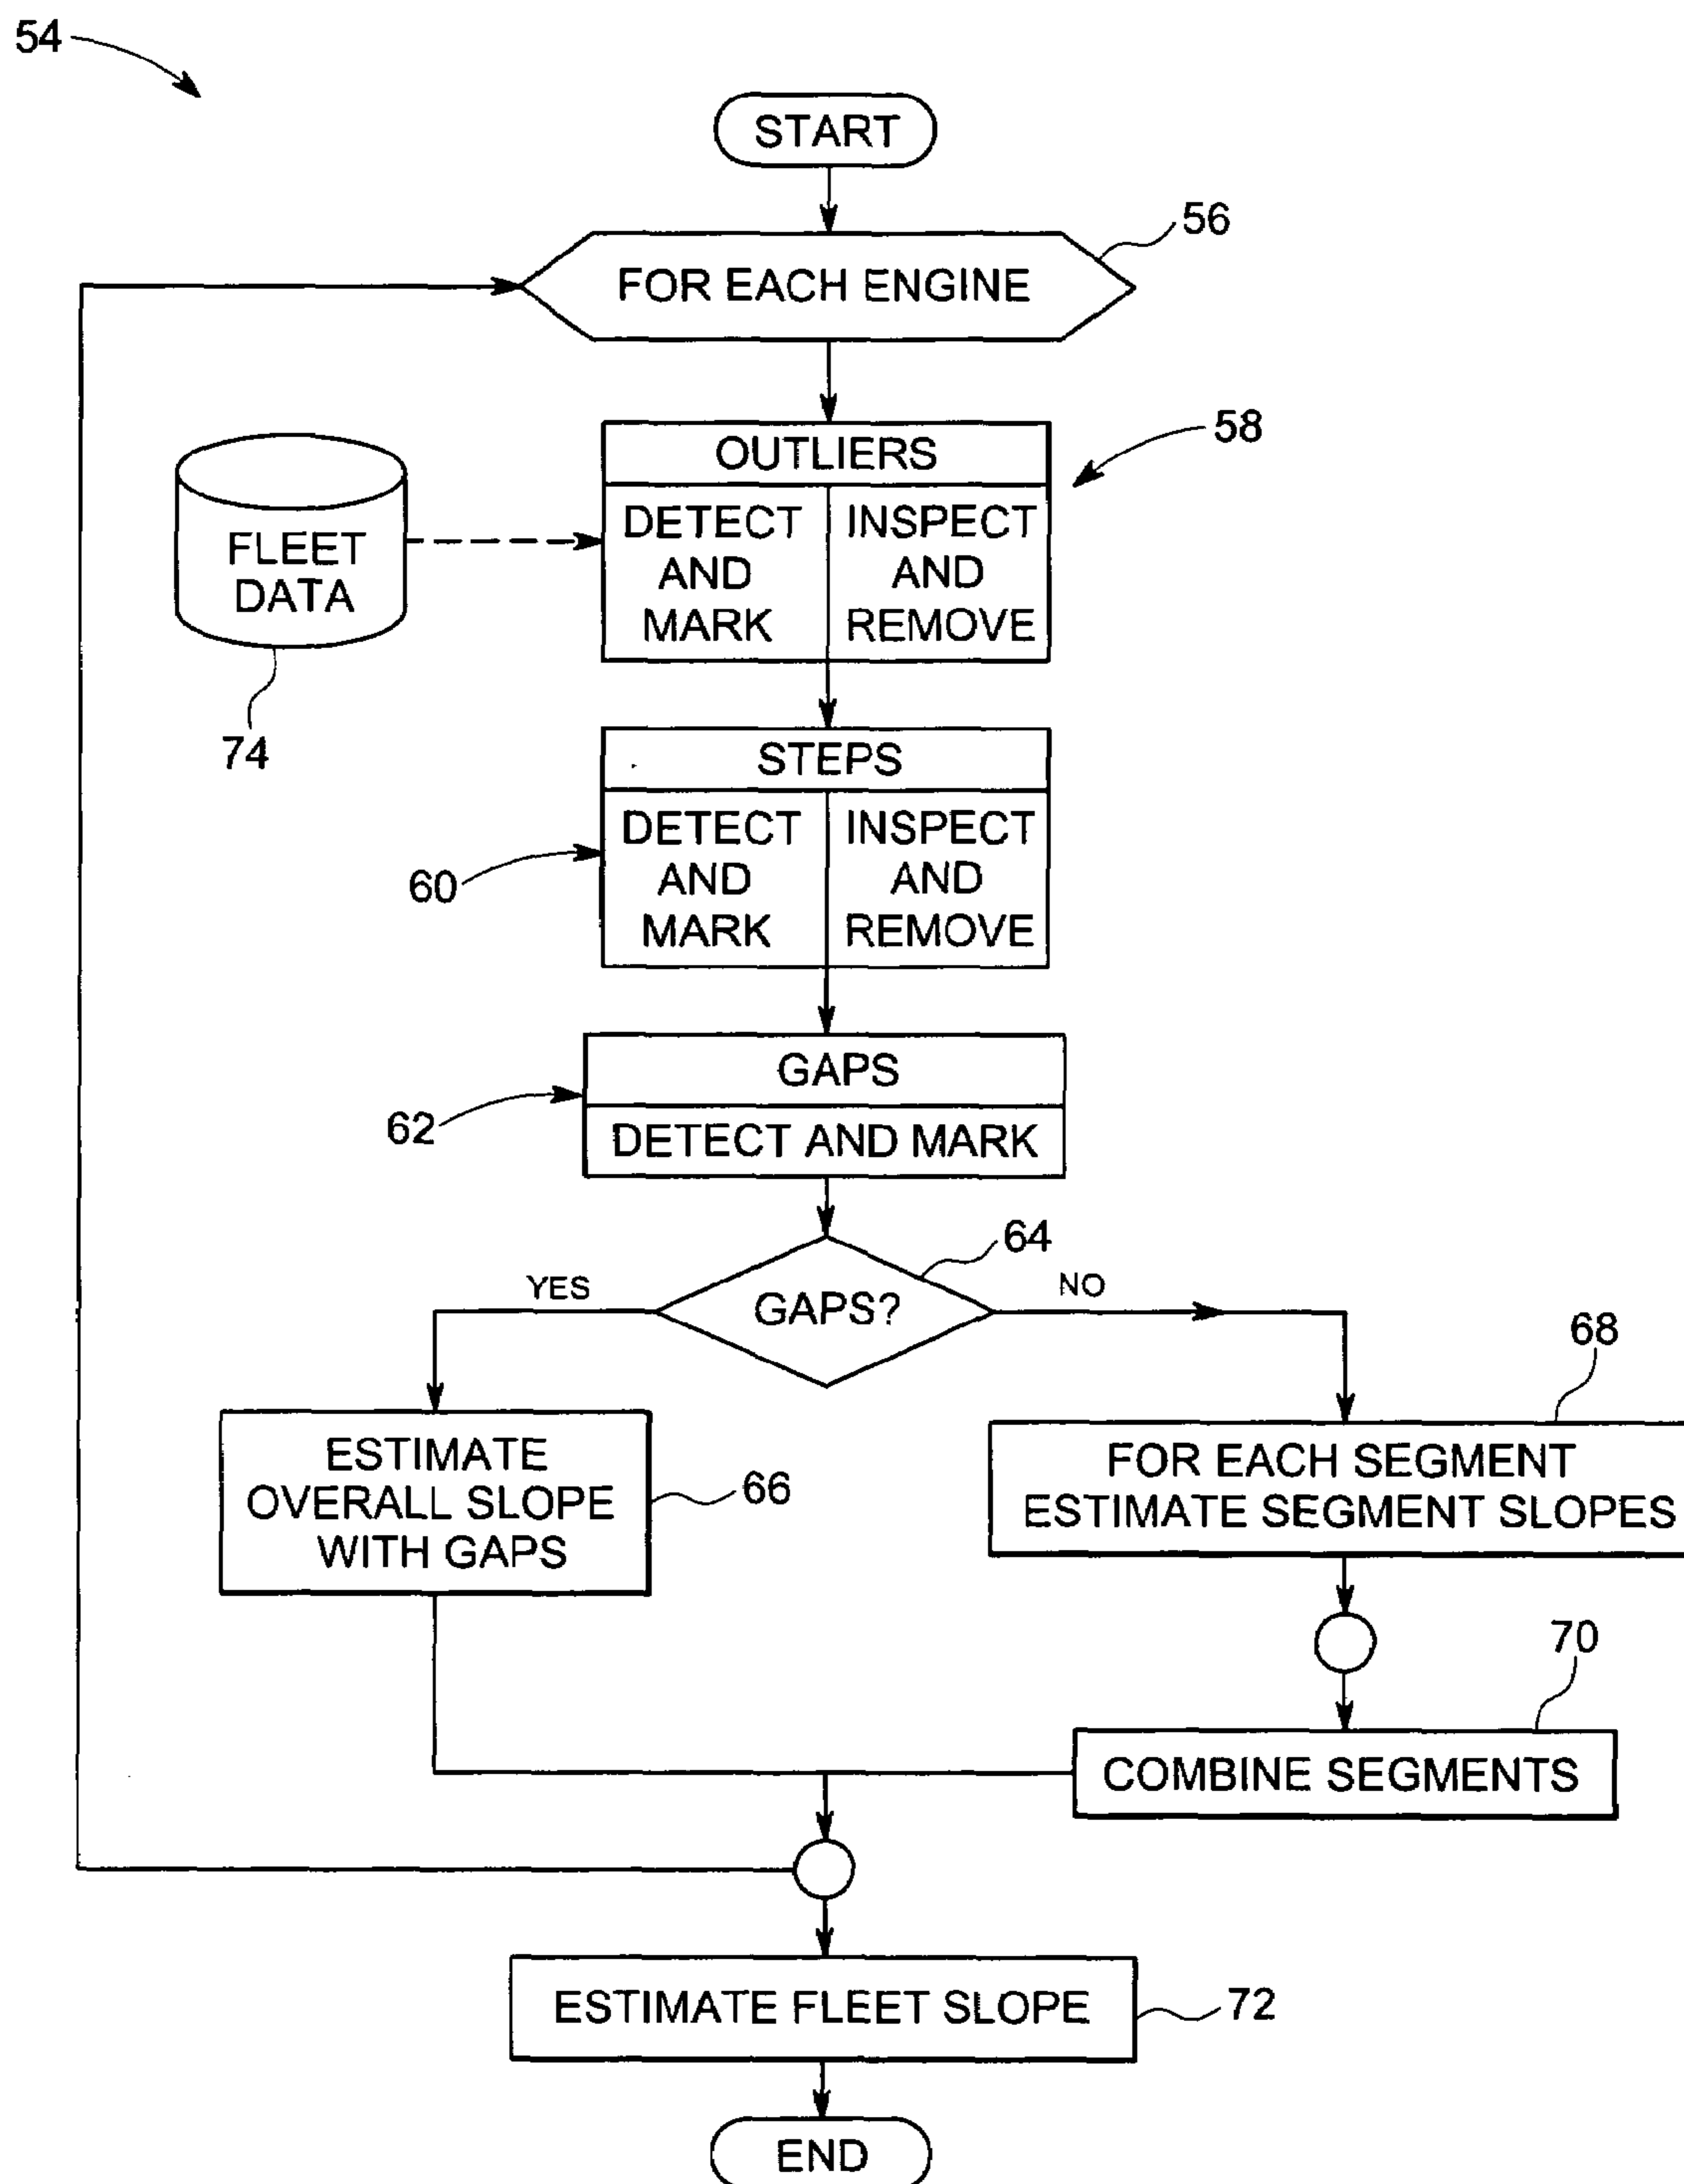 54
START
56
FOR EACH ENGINE
58
OUTLIERS
DETECT
AND
MARK
INSPECT
AND
REMOVE
FLEET
DATA
74
STEPS
DETECT
AND
MARK
INSPECT
AND
REMOVE
60
GAPS
DETECT AND MARK
62
64
GAPS?
YES
NO
68
ESTIMATE
OVERALL SLOPE
WITH GAPS
66
FOR EACH SEGMENT
ESTIMATE SEGMENT SLOPES
70
COMBINE SEGMENTS
ESTIMATE FLEET SLOPE
72
END